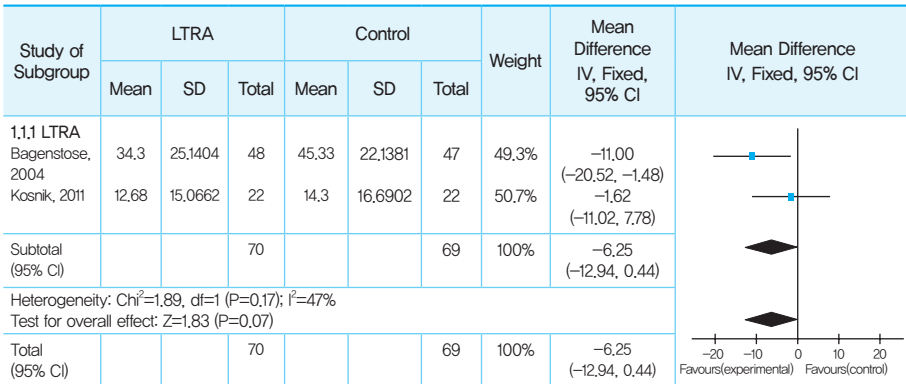 Study of Subgroup LTRA Control Weight Mean Difference IV, Fixed, 95% CI Mean Difference IV, Fixed, 95% CI
Mean SD Total Mean SD Total
1.1.1 LTRA
Bagenstose, 2004 34.3 25.1404 48 45.33 22.1381 47 49.3% −11.00 (−20.52, −1.48)
Kosnik, 2011 12.68 15.0662 22 14.3 16.6902 22 50.7% −1.62 (−11.02, 7.78)
Subtotal (95% CI) 70 69 100% −6.25 (−12.94, 0.44)
Heterogeneity: Chi²=1.89, df=1 (P=0.17); I²=47%
Test for overall effect: Z=1.83 (P=0.07)
Total (95% CI) 70 69 100% −6.25 (−12.94, 0.44)
−20 −10 0 10 20
Favours(experimental) Favours(control)